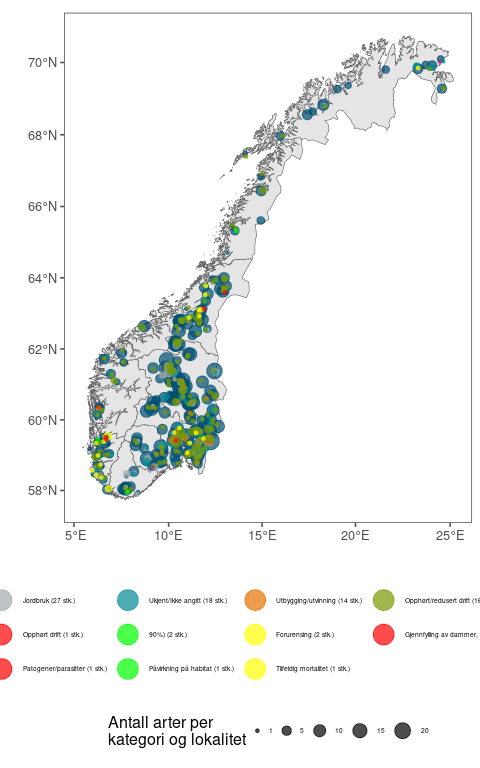 70°N
68°N
66°N
64°N
62°N
60°N
58°N
5°E 10°E 15°E 20°E 25°E
Jordbruk (27 stk.) Ukjent/ikke angitt (18 stk.) Utbygging/utvinning (14 stk.) Opphørt/redusert drift (16
Opphørt drift (1 stk.) 90%) (2 stk.) Forurensing (2 stk.) Gjennfylling av dammer,
Patogener/parasitter (1 stk.) Påvirkning på habitat (1 stk.) Tilfeldig mortalitet (1 stk.)
Antall arter per
kategori og lokalitet 1 5 10 15 20